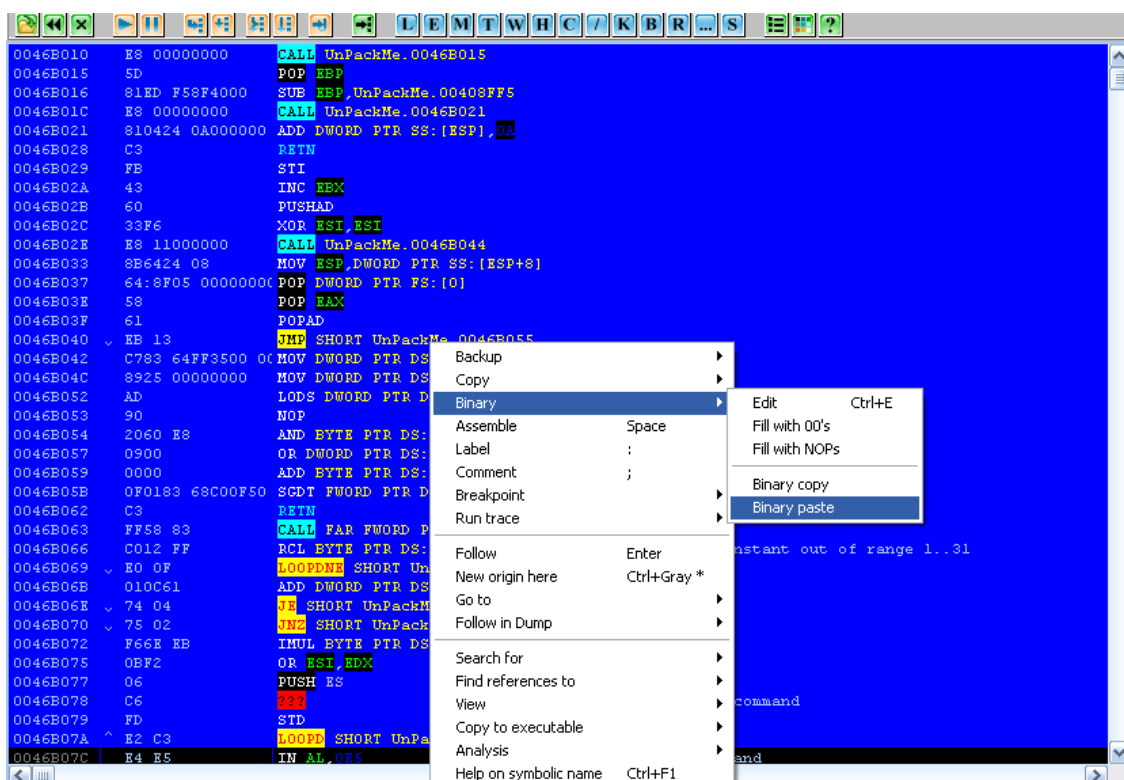 L E M T W H C / K B R ... S ?
0046B010 E8 00000000 CALL UnPackMe.0046B015
0046B015 5D POP EBP
0046B016 81ED F58F4000 SUB EBP,UnPackMe.00408FF5
0046B01C E8 00000000 CALL UnPackMe.0046B021
0046B021 810424 0A000000 ADD DWORD PTR SS:[ESP],0A
0046B028 C3 RETN
0046B029 FB STI
0046B02A 43 INC EBX
0046B02B 60 PUSHAD
0046B02C 33F6 XOR ESI,ESI
0046B02E E8 11000000 CALL UnPackMe.0046B044
0046B033 8B6424 08 MOV ESP,DWORD PTR SS:[ESP+8]
0046B037 64:8F05 0000000 POP DWORD PTR FS:[0]
0046B03E 58 POP EAX
0046B03F 61 POPAD
0046B040 EB 13 JMP SHORT UnPackMe.0046B055
0046B042 C783 64FF3500 0 MOV DWORD PTR DS
0046B04C 8925 00000000 MOV DWORD PTR DS
0046B052 AD LODS DWORD PTR D
0046B053 90 NOP
0046B054 2060 E8 AND BYTE PTR DS:
0046B057 0900 OR DWORD PTR DS:
0046B059 0000 ADD BYTE PTR DS:
0046B05B 0F0183 68C00F50 SGDT FWORD PTR D
0046B062 C3 RETN
0046B063 FF58 83 CALL FAR FWORD P
0046B066 C012 FF RCL BYTE PTR DS: nstant out of range 1..31
0046B069 E0 0F LOOPDNE SHORT Un
0046B06B 010C61 ADD DWORD PTR DS
0046B06E 74 04 JE SHORT UnPackM
0046B070 75 02 JNZ SHORT UnPack
0046B072 F66E EB IMUL BYTE PTR DS
0046B075 0BF2 OR ESI,EDX
0046B077 06 PUSH ES
0046B078 C6 ??? command
0046B079 FD STD
0046B07A ^ E2 C3 LOOPD SHORT UnPa
0046B07C E4 E5 IN AL,0E5 and
Backup
Copy
Binary
Assemble Space
Label :
Comment ;
Breakpoint
Run trace
Follow Enter
New origin here Ctrl+Gray *
Go to
Follow in Dump
Search for
Find references to
View
Copy to executable
Analysis
Help on symbolic name Ctrl+F1
Edit Ctrl+E
Fill with 00's
Fill with NOPs
Binary copy
Binary paste